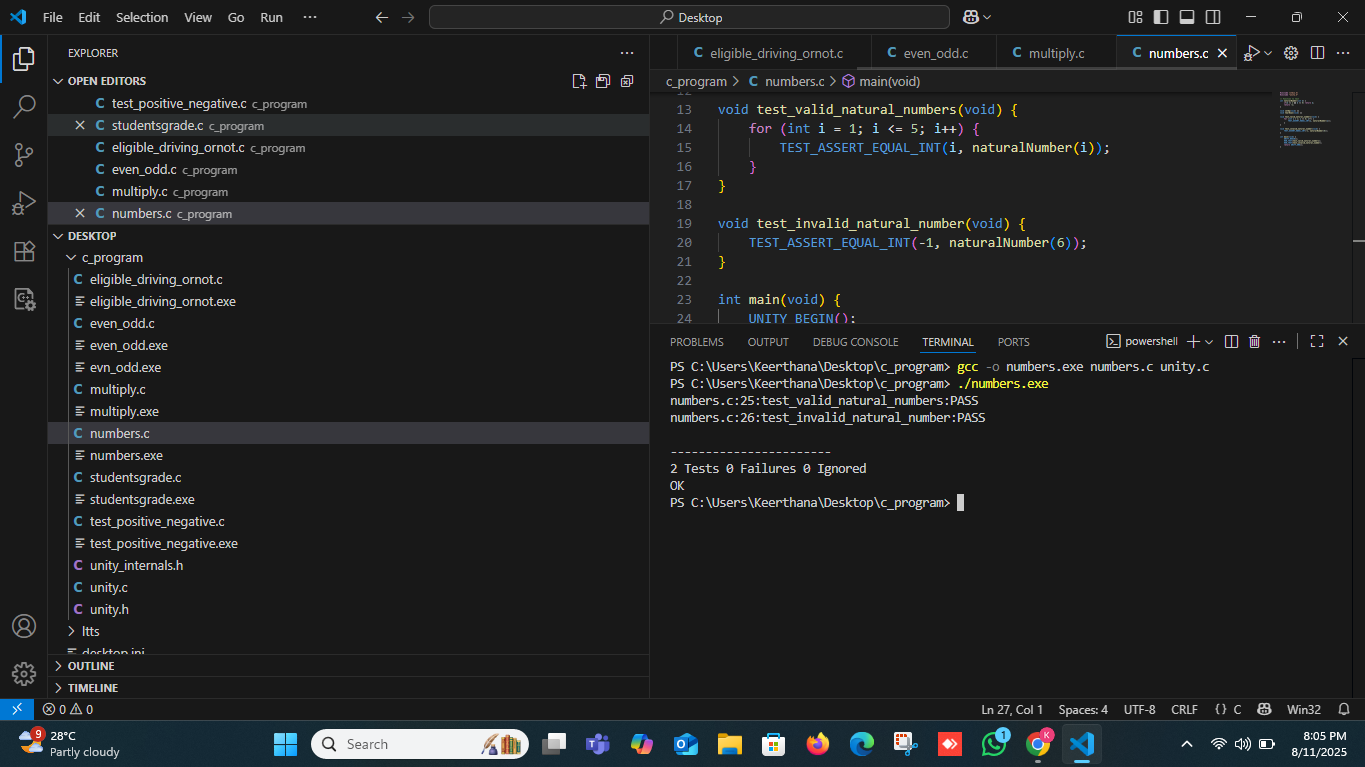 File Edit Selection View Go Run ··· Desktop
EXPLORER ···
OPEN EDITORS
test_positive_negative.c c_program
studentsgrade.c c_program
eligible_driving_ornot.c c_program
even_odd.c c_program
multiply.c c_program
numbers.c c_program
DESKTOP
c_program
eligible_driving_ornot.c
eligible_driving_ornot.exe
even_odd.c
even_odd.exe
evn_odd.exe
multiply.c
multiply.exe
numbers.c
numbers.exe
studentsgrade.c
studentsgrade.exe
test_positive_negative.c
test_positive_negative.exe
unity_internals.h
unity.c
unity.h
ltts
desktop.ini
OUTLINE
TIMELINE
eligible_driving_ornot.c even_odd.c multiply.c numbers.c
c_program > numbers.c > main(void)
12
13 void test_valid_natural_numbers(void) {
14 for (int i = 1; i <= 5; i++) {
15 TEST_ASSERT_EQUAL_INT(i, naturalNumber(i));
16 }
17 }
18
19 void test_invalid_natural_number(void) {
20 TEST_ASSERT_EQUAL_INT(-1, naturalNumber(6));
21 }
22
23 int main(void) {
24 UNITY_BEGIN();
PROBLEMS OUTPUT DEBUG CONSOLE TERMINAL PORTS powershell
PS C:\Users\Keerthana\Desktop\c_program> gcc -o numbers.exe numbers.c unity.c
PS C:\Users\Keerthana\Desktop\c_program> ./numbers.exe
numbers.c:25:test_valid_natural_numbers:PASS
numbers.c:26:test_invalid_natural_number:PASS
-----------------------
2 Tests 0 Failures 0 Ignored
OK
PS C:\Users\Keerthana\Desktop\c_program>
0 0 Ln 27, Col 1 Spaces: 4 UTF-8 CRLF {} C Win32
9 28°C
Partly cloudy
Search
1
K
8:05 PM
8/11/2025